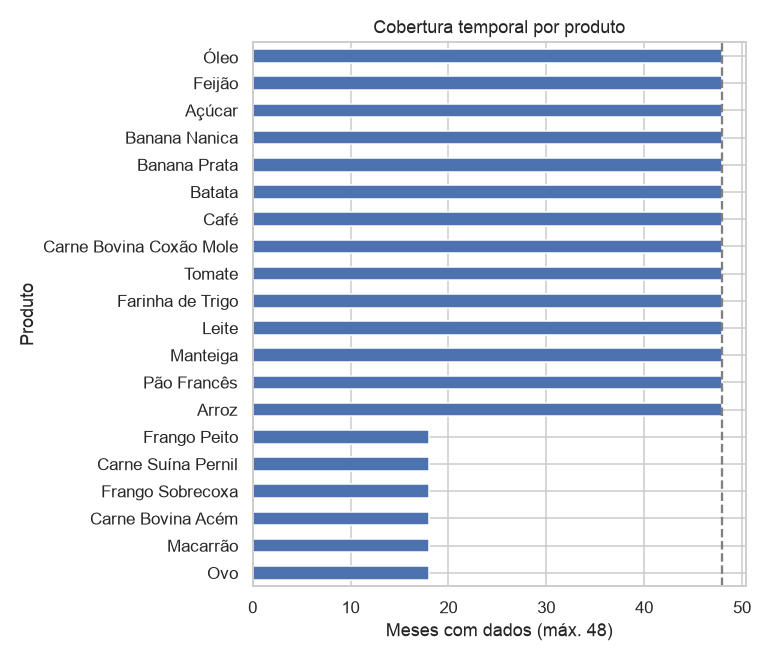 Cobertura temporal por produto
Óleo
Feijão
Açúcar
Banana Nanica
Banana Prata
Batata
Café
Carne Bovina Coxão Mole
Tomate
Farinha de Trigo
Leite
Manteiga
Pão Francês
Arroz
Frango Peito
Carne Suína Pernil
Frango Sobrecoxa
Carne Bovina Acém
Macarrão
Ovo
Produto
0 10 20 30 40 50
Meses com dados (máx. 48)